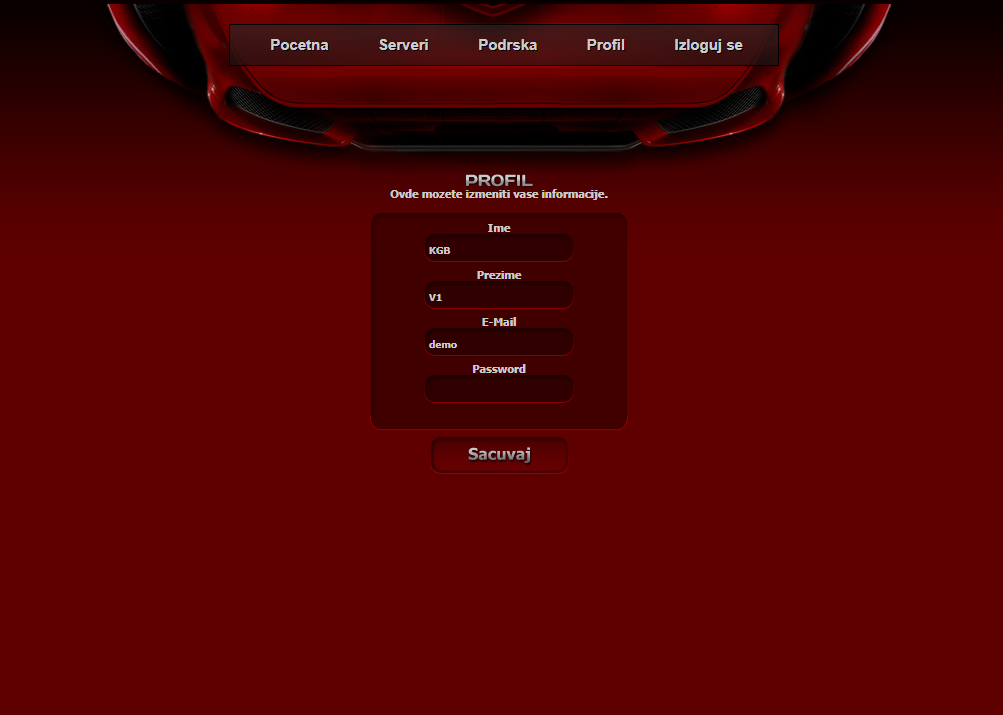 Pocetna Serveri Podrska Profil Izloguj se
PROFIL
Ovde mozete izmeniti vase informacije.
Ime
KGB
Prezime
V1
E-Mail
demo
Password
Sacuvaj